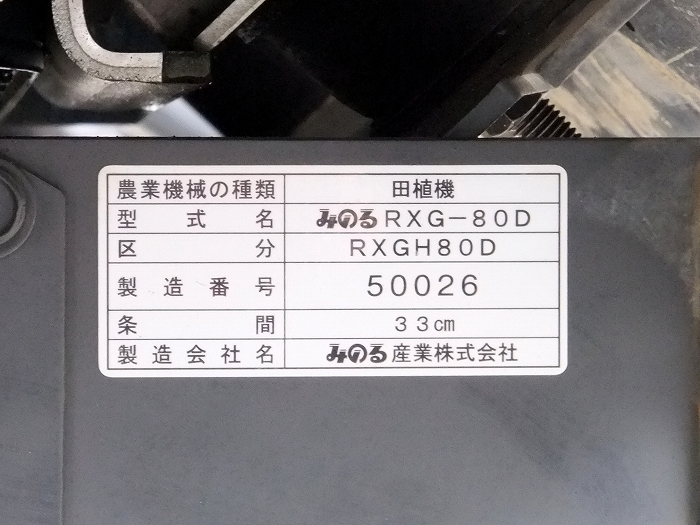 農業機械の種類 田植機
型式名 みのるRXG-80D
区分 RXGH80D
製造番号 50026
条間 33cm
製造会社名 みのる産業株式会社